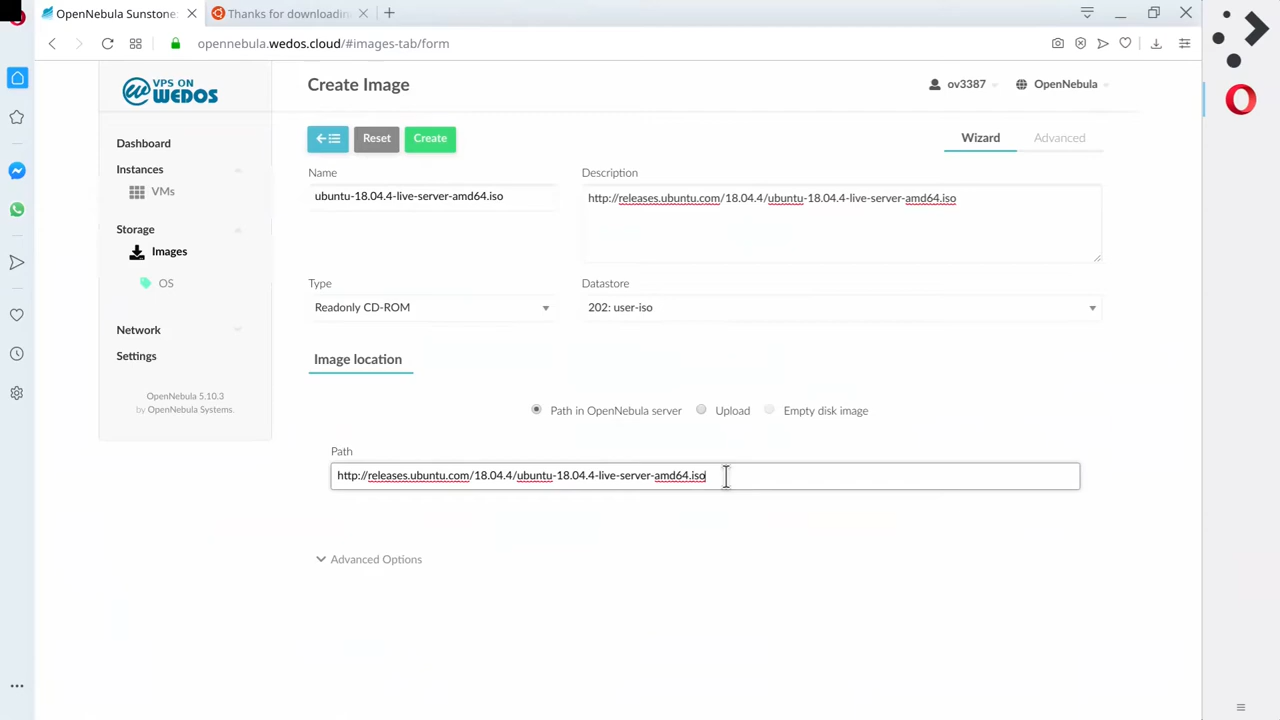 OpenNebula Sunstone:
Thanks for downloadin
opennebula.wedos.cloud/#images-tab/form
VPS ON
WEDOS
Create Image
ov3387
OpenNebula
Dashboard
Instances
VMs
Storage
Images
OS
Network
Settings
OpenNebula 5.10.3
by OpenNebula Systems.
Reset
Create
Wizard
Advanced
Name
Description
ubuntu-18.04.4-live-server-amd64.iso
http://releases.ubuntu.com/18.04.4/ubuntu-18.04.4-live-server-amd64.iso
Type
Datastore
Readonly CD-ROM
202: user-iso
Image location
Path in OpenNebula server
Upload
Empty disk image
Path
http://releases.ubuntu.com/18.04.4/ubuntu-18.04.4-live-server-amd64.iso
Advanced Options